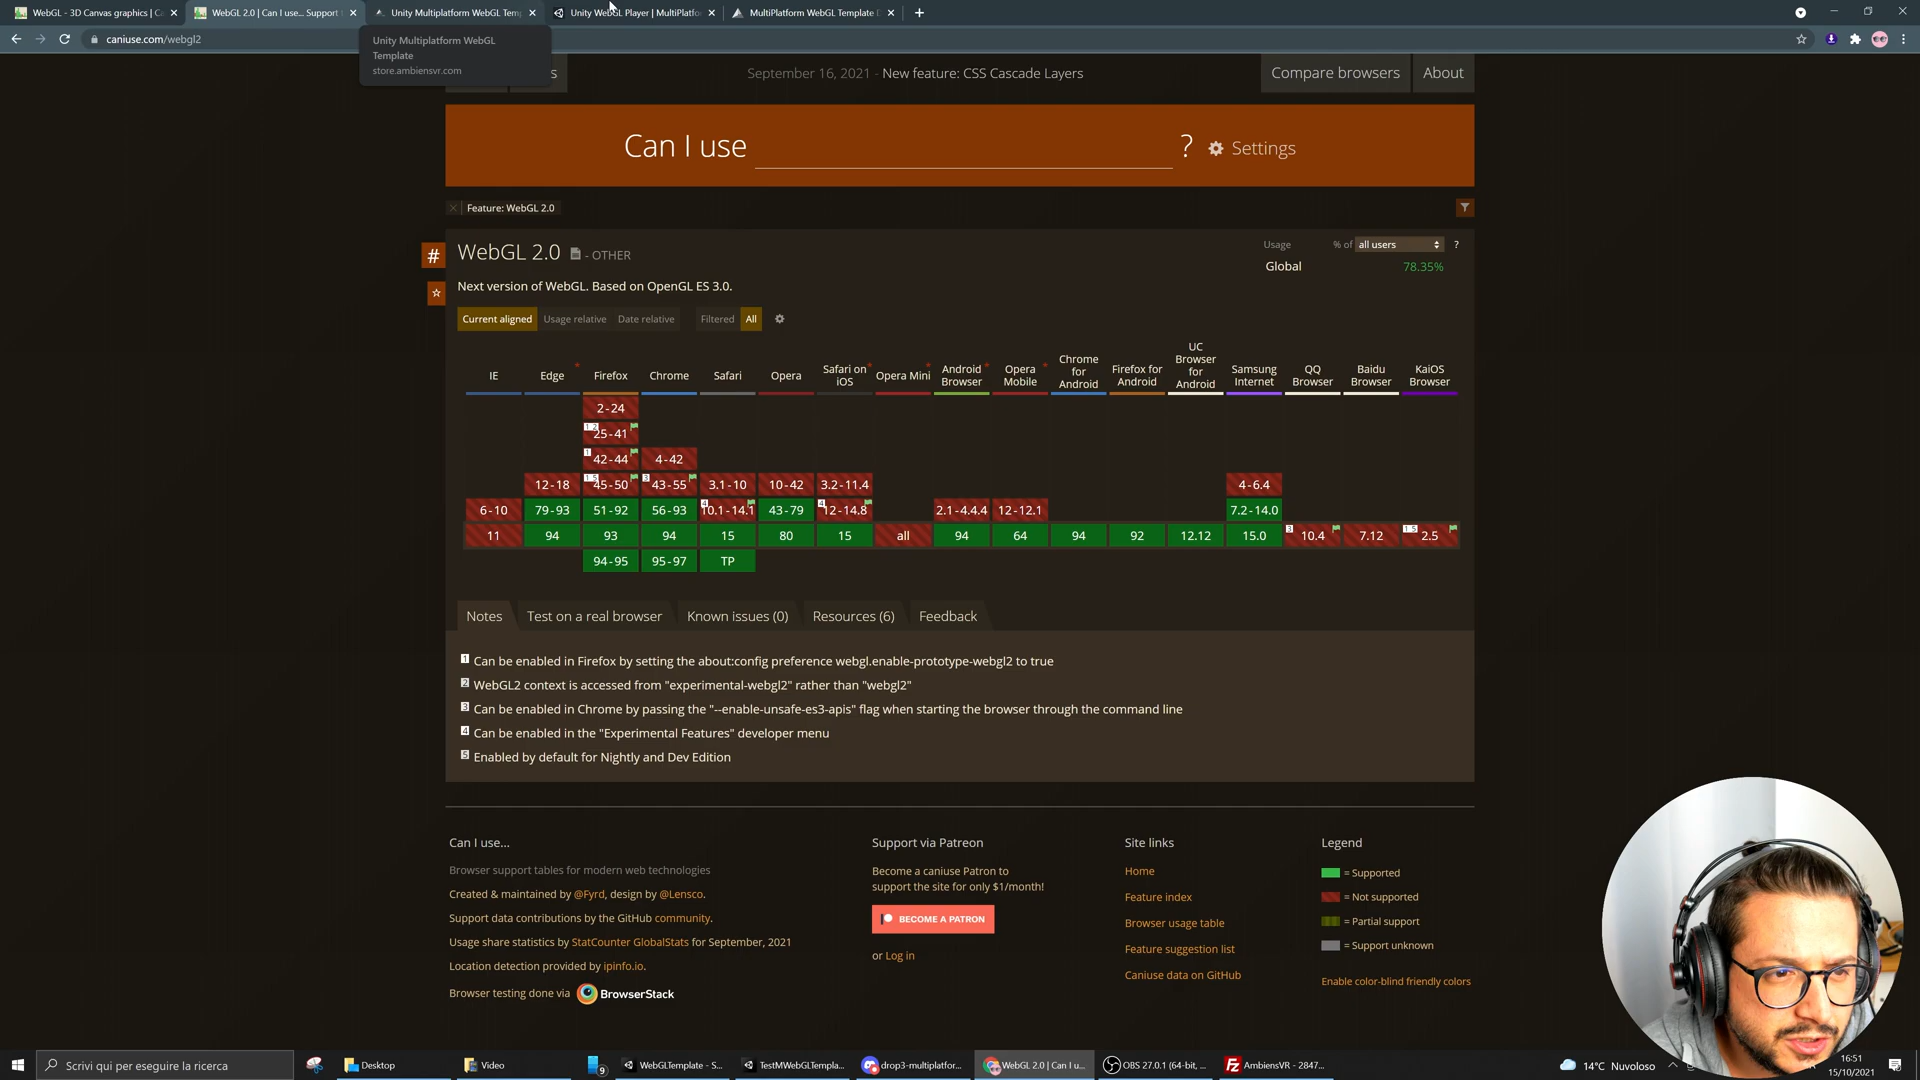 WebGL - 3D Canvas graphics | C
WebGL 2.0 | Can I use... Support
Unity Multiplatform WebGL Tem
Unity WebGL Player | MultiPlatfo
MultiPlatform WebGL Template
caniuse.com/webgl2
Unity Multiplatform WebGL
Template
store.ambiensvr.com
September 16, 2021 - New feature: CSS Cascade Layers
Compare browsers
About
Can I use ?
Settings
Feature: WebGL 2.0
#
WebGL 2.0 - OTHER
Next version of WebGL. Based on OpenGL ES 3.0.
Usage % of all users ?
Global 78.35%
Current aligned Usage relative Date relative Filtered All
IE Edge * Firefox Chrome Safari Opera Safari on iOS * Opera Mini * Android Browser * Opera Mobile * Chrome for Android Firefox for Android UC Browser for Android Samsung Internet QQ Browser Baidu Browser KaiOS Browser
2-24
1 2 25-41
1 42-44 4-42
12-18 1 5 45-50 3 43-55 3.1-10 10-42 3.2-11.4 4-6.4
6-10 79-93 51-92 56-93 4 10.1-14.1 43-79 4 12-14.8 2.1-4.4.4 12-12.1 7.2-14.0
11 94 93 94 15 80 15 all 94 64 94 92 12.12 15.0 3 10.4 7.12 1 5 2.5
94-95 95-97 TP
Notes Test on a real browser Known issues (0) Resources (6) Feedback
1 Can be enabled in Firefox by setting the about:config preference webgl.enable-prototype-webgl2 to true
2 WebGL2 context is accessed from "experimental-webgl2" rather than "webgl2"
3 Can be enabled in Chrome by passing the "--enable-unsafe-es3-apis" flag when starting the browser through the command line
4 Can be enabled in the "Experimental Features" developer menu
5 Enabled by default for Nightly and Dev Edition
Can I use...
Browser support tables for modern web technologies
Created & maintained by @Fyrd, design by @Lensco.
Support data contributions by the GitHub community.
Usage share statistics by StatCounter GlobalStats for September, 2021
Location detection provided by ipinfo.io.
Browser testing done via BrowserStack
Support via Patreon
Become a caniuse Patron to
support the site for only $1/month!
BECOME A PATRON
or Log in
Site links
Home
Feature index
Browser usage table
Feature suggestion list
Caniuse data on GitHub
Legend
= Supported
= Not supported
= Partial support
= Support unknown
Enable color-blind friendly colors
Scrivi qui per eseguire la ricerca
Desktop
Video
9
WebGLTemplate - S...
TestMWebGLTempla...
drop3-multiplatfor...
WebGL 2.0 | Can I u...
OBS 27.0.1 (64-bit, ...
AmbiensVR - 2847...
14°C Nuvoloso
16:51
15/10/2021